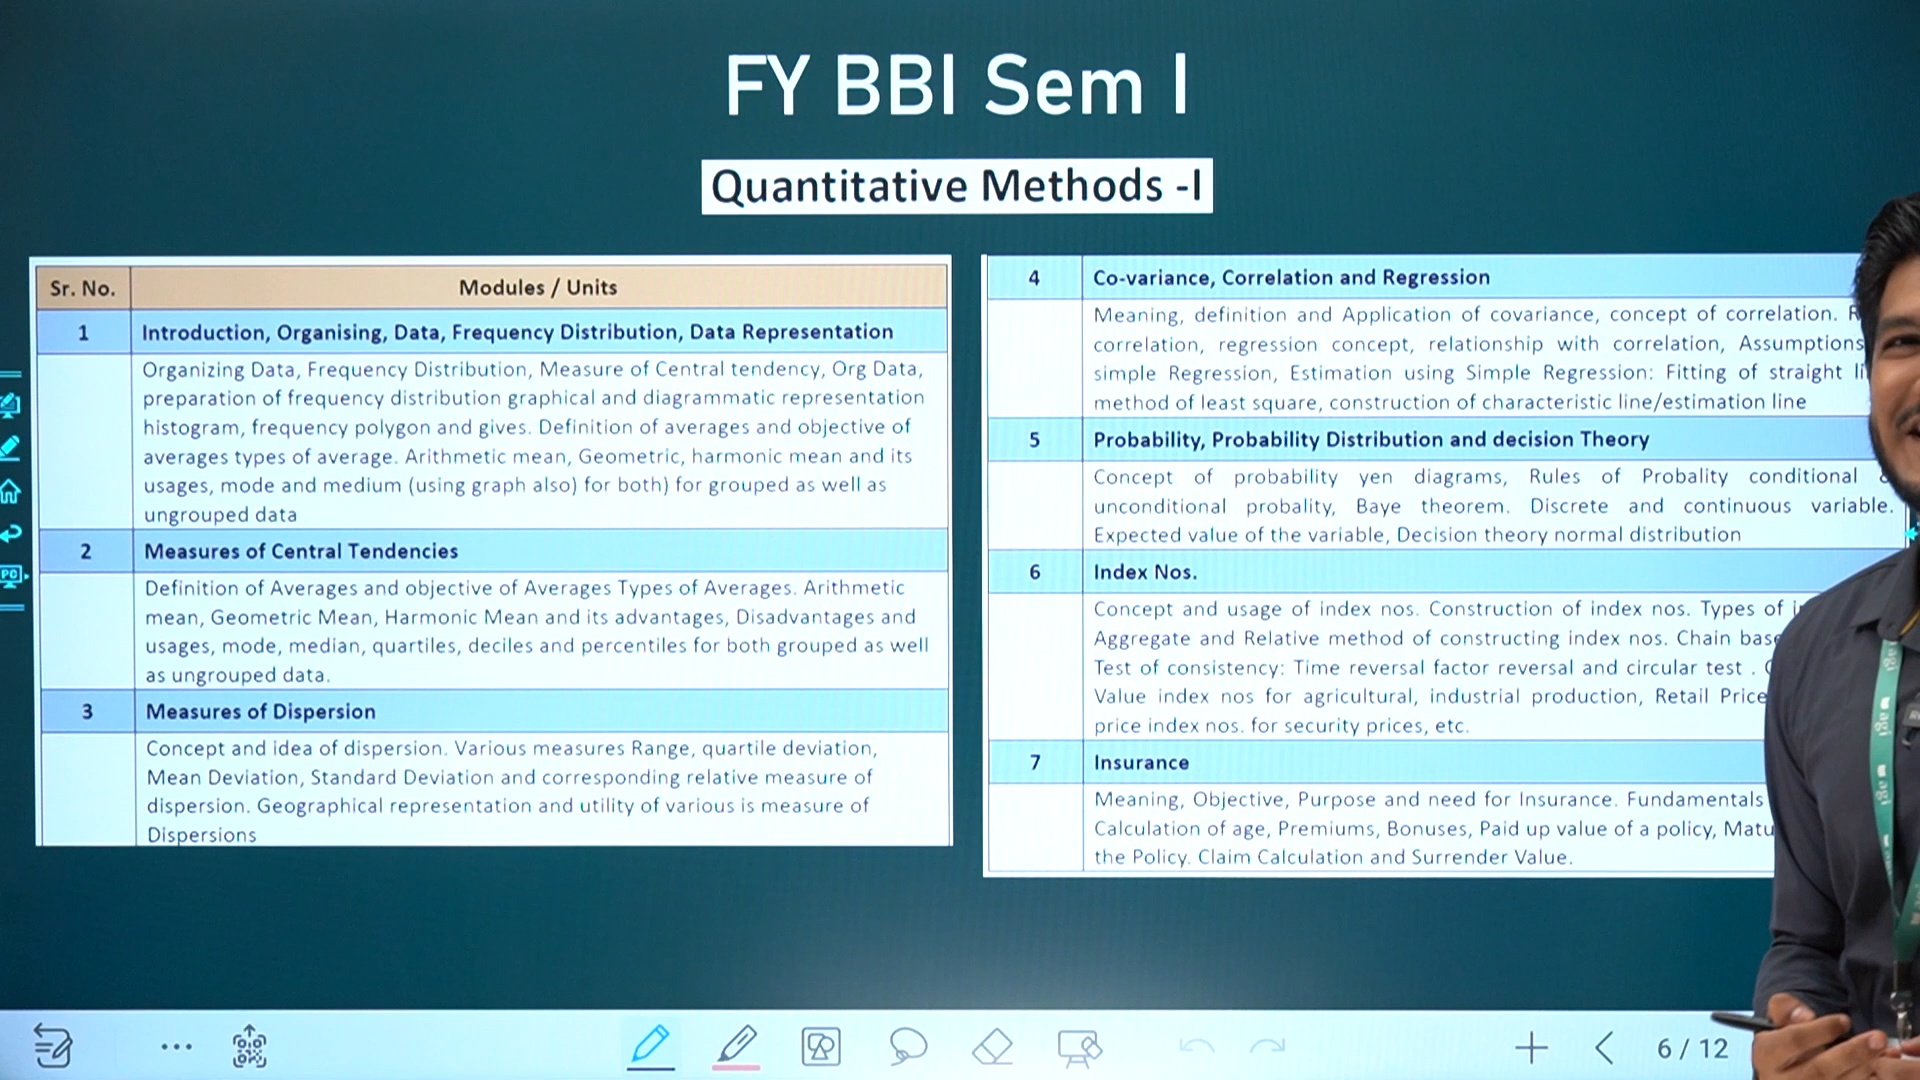 FY BBI Sem I
Quantitative Methods -I
Sr. No. Modules / Units
1 Introduction, Organising, Data, Frequency Distribution, Data Representation
Organizing Data, Frequency Distribution, Measure of Central tendency, Org Data,
preparation of frequency distribution graphical and diagrammatic representation
histogram, frequency polygon and gives. Definition of averages and objective of
averages types of average. Arithmetic mean, Geometric, harmonic mean and its
usages, mode and medium (using graph also) for both) for grouped as well as
ungrouped data
2 Measures of Central Tendencies
Definition of Averages and objective of Averages Types of Averages. Arithmetic
mean, Geometric Mean, Harmonic Mean and its advantages, Disadvantages and
usages, mode, median, quartiles, deciles and percentiles for both grouped as well
as ungrouped data.
3 Measures of Dispersion
Concept and idea of dispersion. Various measures Range, quartile deviation,
Mean Deviation, Standard Deviation and corresponding relative measure of
dispersion. Geographical representation and utility of various is measure of
Dispersions
4 Co-variance, Correlation and Regression
Meaning, definition and Application of covariance, concept of correlation.
correlation, regression concept, relationship with correlation, Assumptions
simple Regression, Estimation using Simple Regression: Fitting of straight
method of least square, construction of characteristic line/estimation line
5 Probability, Probability Distribution and decision Theory
Concept of probability yen diagrams, Rules of Probality conditional
unconditional probality, Baye theorem. Discrete and continuous variable.
Expected value of the variable, Decision theory normal distribution
6 Index Nos.
Concept and usage of index nos. Construction of index nos. Types of
Aggregate and Relative method of constructing index nos. Chain base
Test of consistency: Time reversal factor reversal and circular test .
Value index nos for agricultural, industrial production, Retail Price
price index nos. for security prices, etc.
7 Insurance
Meaning, Objective, Purpose and need for Insurance. Fundamentals
Calculation of age, Premiums, Bonuses, Paid up value of a policy,
the Policy. Claim Calculation and Surrender Value.
PC
6 / 12